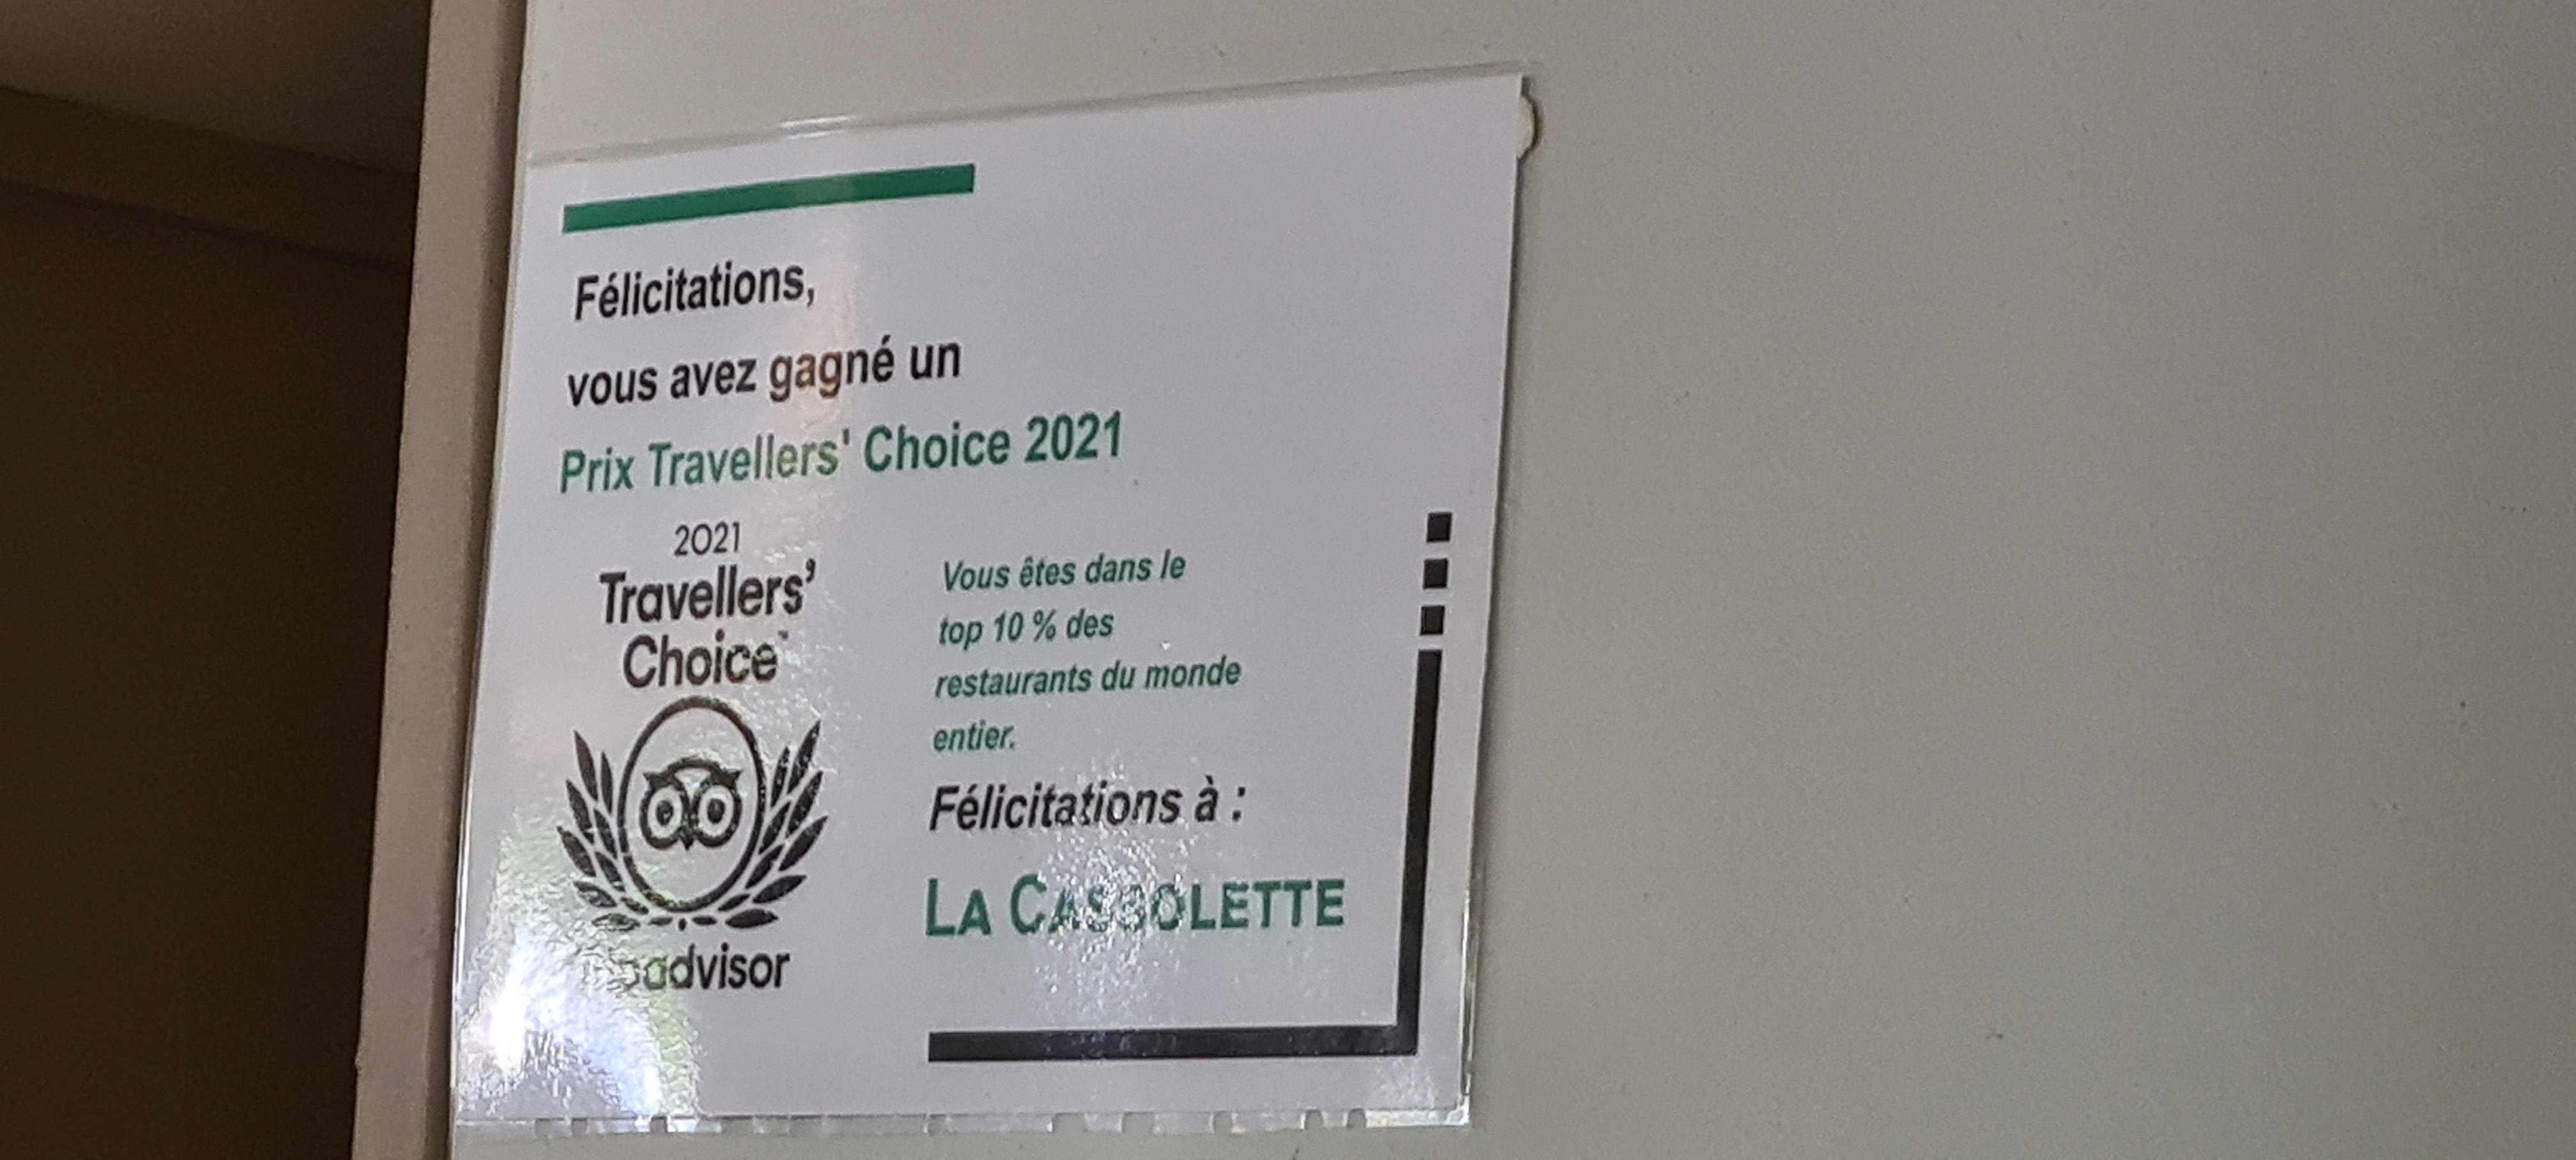 Félicitations,
vous avez gagné un
Prix Travellers' Choice 2021
2021
Travellers’
Choice™
Vous êtes dans le
top 10 % des
restaurants du monde
entier.
Félicitations à :
LA CASSOLETTE